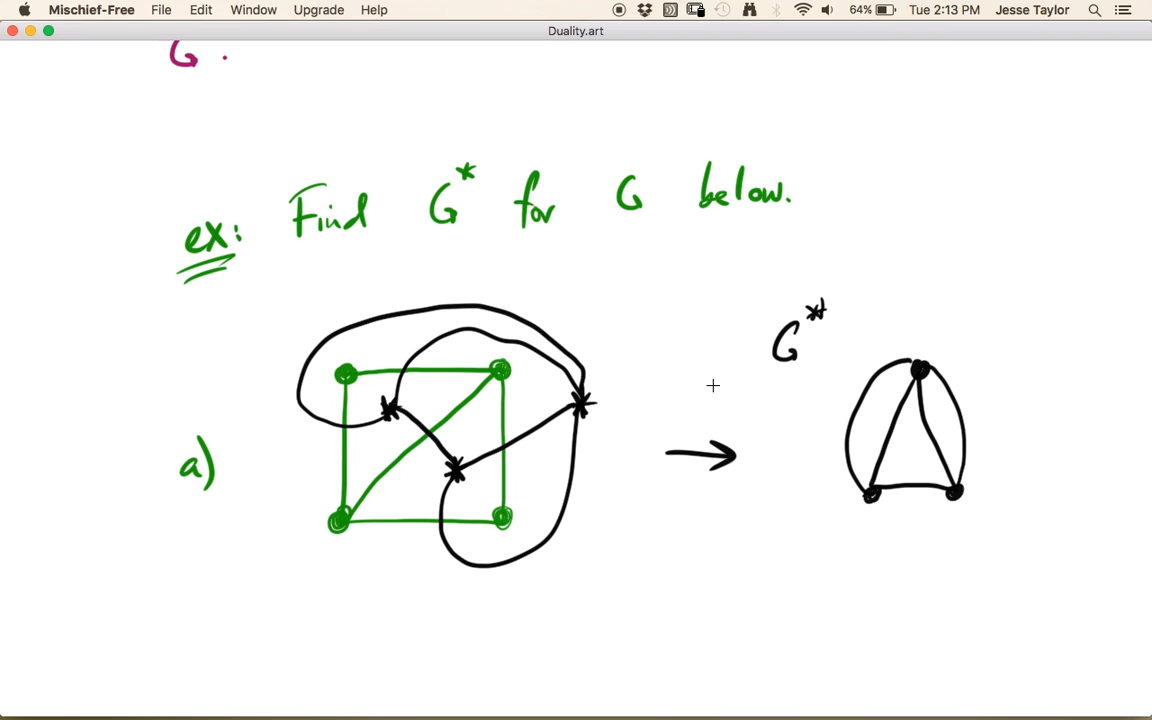 Mischief-Free File Edit Window Upgrade Help 64% Tue 2:13 PM Jesse Taylor
Duality.art
G.
ex: Find G* for G below.
G*
a)